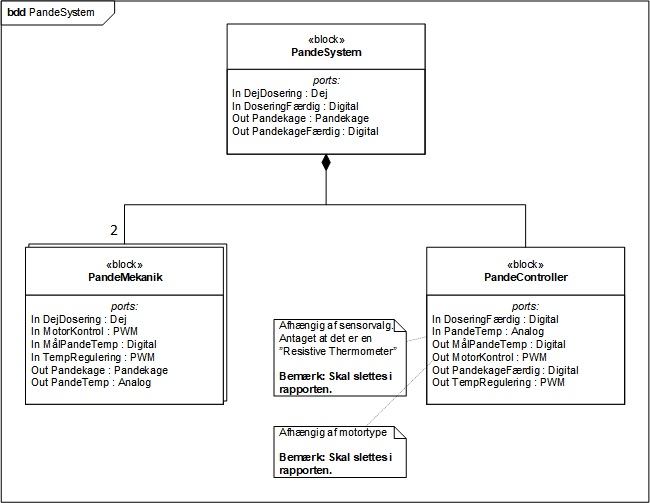 bdd PandeSystem
«block»
PandeSystem
ports:
In DejDosering : Dej
In DoseringFærdig : Digital
Out Pandekage : Pandekage
Out PandekageFærdig : Digital
2
«block»
PandeMekanik
ports:
In DejDosering : Dej
In MotorKontrol : PWM
In MålPandeTemp : Digital
In TempRegulering : PWM
Out Pandekage : Pandekage
Out PandeTemp : Analog
«block»
PandeController
ports:
In DoseringFærdig : Digital
In PandeTemp : Analog
Out MålPandeTemp : Digital
Out MotorKontrol : PWM
Out PandekageFærdig : Digital
Out TempRegulering : PWM
Afhængig af sensorvalg.
Antaget at det er en
"Resistive Thermometer"
Bemærk: Skal slettes i
rapporten.
Afhængig af motortype
Bemærk: Skal slettes i
rapporten.